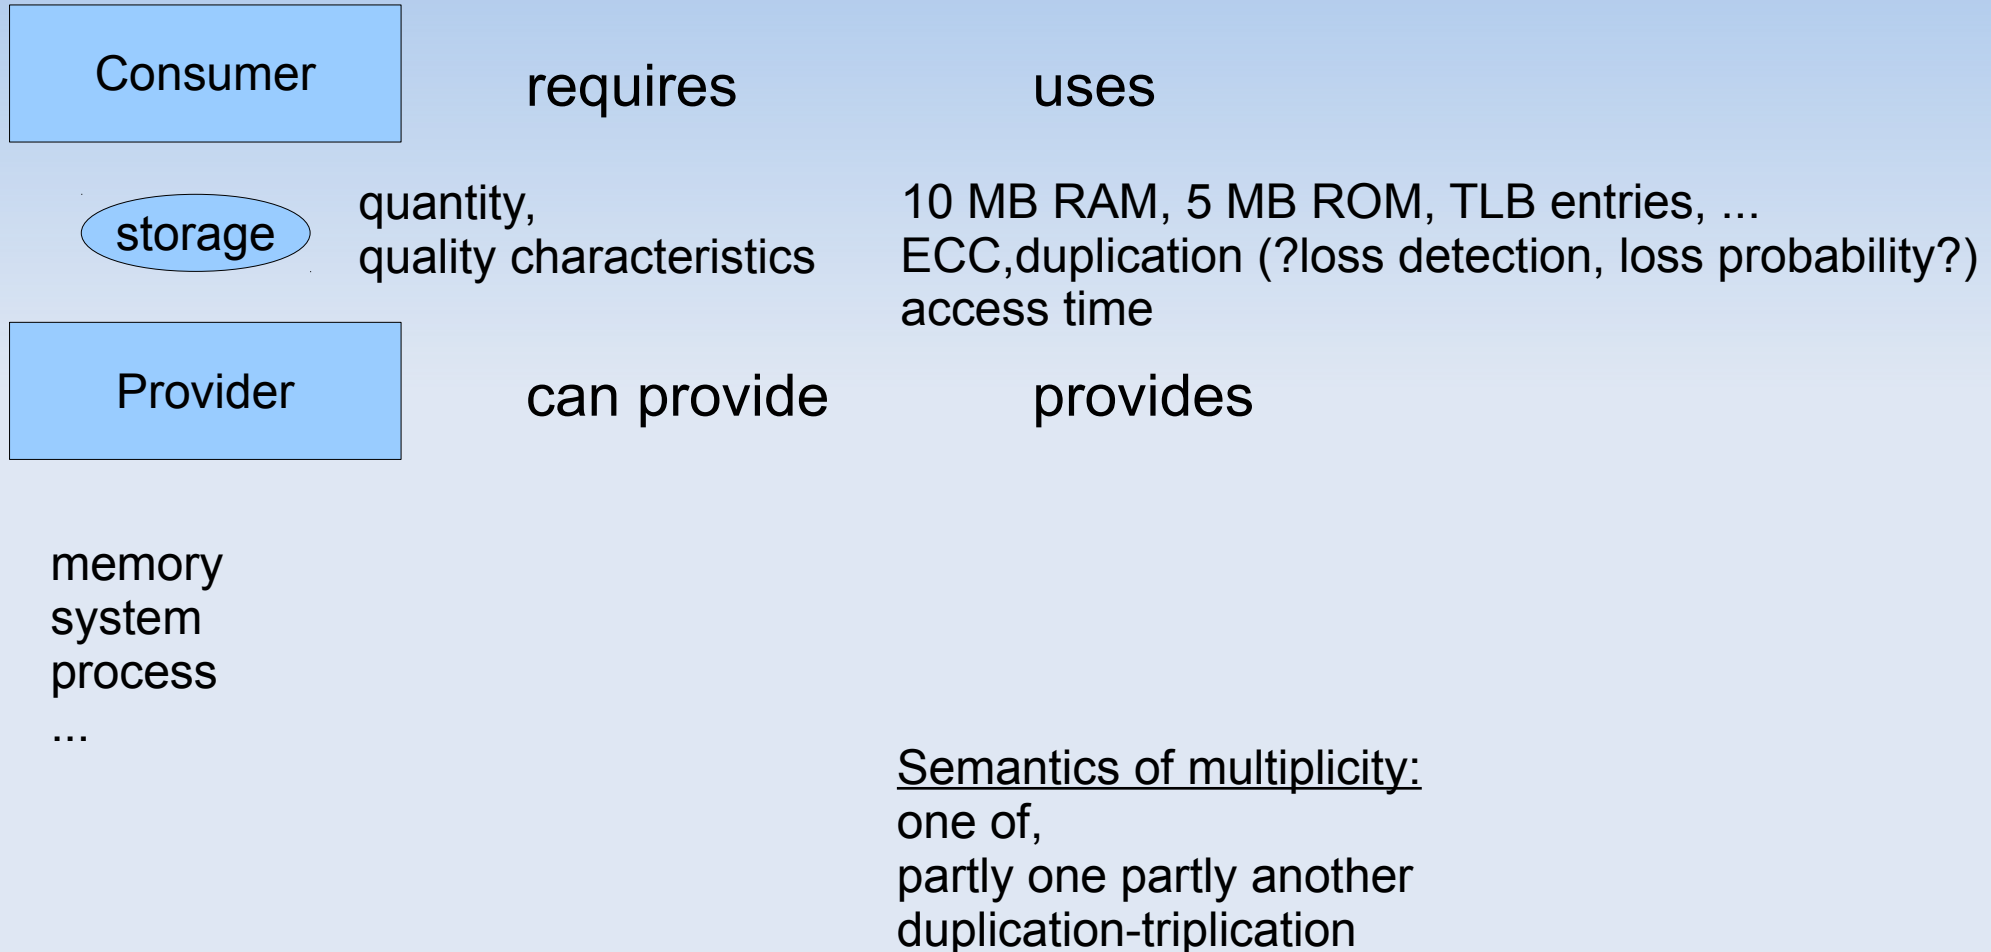 Consumer
requires
uses
storage
quantity,
quality characteristics
10 MB RAM, 5 MB ROM, TLB entries, ...
ECC,duplication (?loss detection, loss probability?)
access time
Provider
can provide
provides
memory
system
process
...
Semantics of multiplicity:
one of,
partly one partly another
duplication-triplication